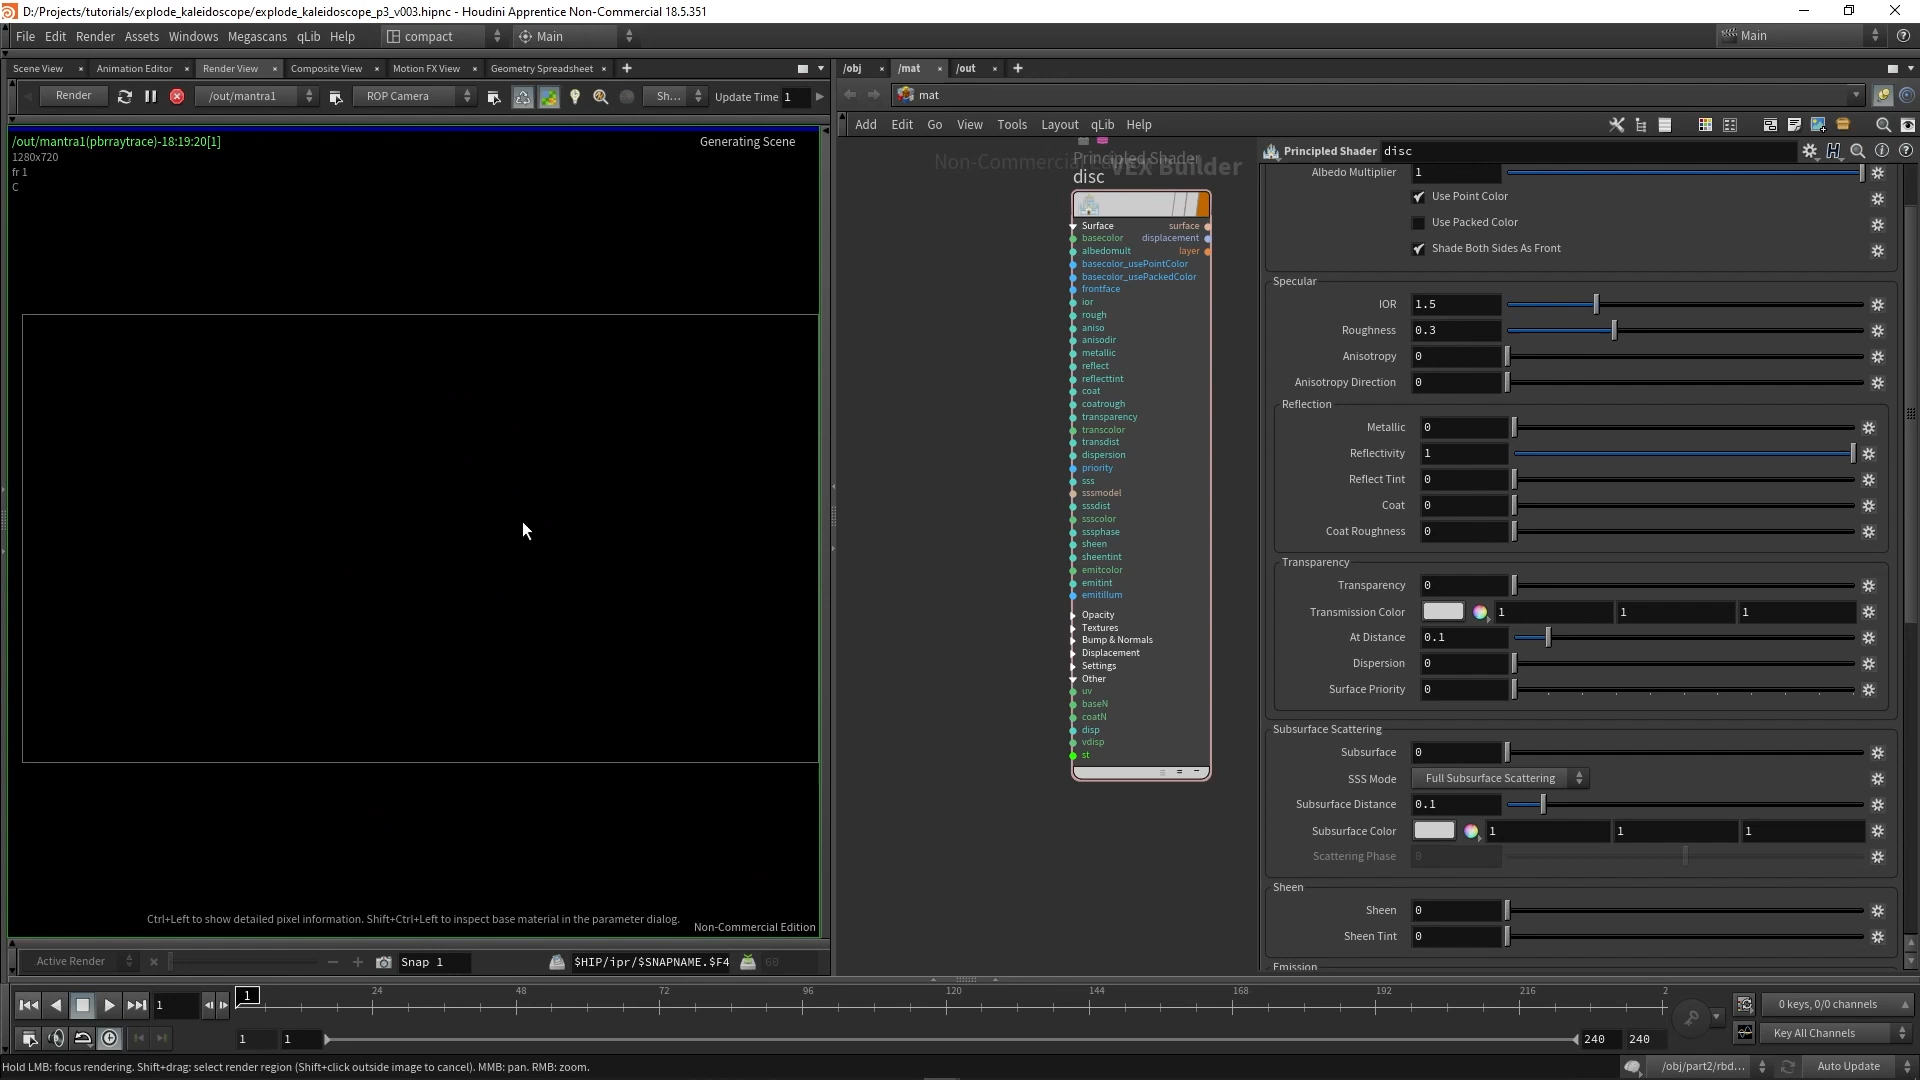 D:/Projects/tutorials/explode_kaleidoscope/explode_kaleidoscope_p3_v003.hipnc - Houdini Apprentice Non-Commercial 18.5.351
File Edit Render Assets Windows Megascans qLib Help compact Main Main
Scene View Animation Editor Render View Composite View Motion FX View Geometry Spreadsheet /obj /mat /out
Render /out/mantra1 ROP Camera Sh... Update Time 1 mat
Add Edit Go View Tools Layout qLib Help
/out/mantra1(pbrraytrace)-18:19:20[1] Generating Scene
1280x720
fr 1
C
Principled Shader
VEX Builder
disc
Surface surface
basecolor displacement
albedomult layer
basecolor_usePointColor
basecolor_usePackedColor
frontface
ior
rough
aniso
anisodir
metallic
reflect
reflecttint
coat
coatrough
transparency
transcolor
transdist
dispersion
priority
sss
sssmodel
sssdist
ssscolor
sssphase
sheen
sheentint
emitcolor
emitint
emitillum
Opacity
Textures
Bump & Normals
Displacement
Settings
Other
uv
baseN
coatN
disp
vdisp
st
Principled Shader disc
Albedo Multiplier 1
Use Point Color
Use Packed Color
Shade Both Sides As Front
Specular
IOR 1.5
Roughness 0.3
Anisotropy 0
Anisotropy Direction 0
Reflection
Metallic 0
Reflectivity 1
Reflect Tint 0
Coat 0
Coat Roughness 0
Transparency
Transparency 0
Transmission Color 1 1 1
At Distance 0.1
Dispersion 0
Surface Priority 0
Subsurface Scattering
Subsurface 0
SSS Mode Full Subsurface Scattering
Subsurface Distance 0.1
Subsurface Color 1 1 1
Scattering Phase 0
Sheen
Sheen 0
Sheen Tint 0
Emission
Ctrl+Left to show detailed pixel information. Shift+Ctrl+Left to inspect base material in the parameter dialog.
Non-Commercial Edition
Active Render Snap 1 $HIP/ipr/$SNAPNAME.$F4 60
1 1 24 48 72 96 120 144 168 192 216 2
0 keys, 0/0 channels
1 1 240 240 Key All Channels
Hold LMB: focus rendering. Shift+drag: select render region (Shift+click outside image to cancel). MMB: pan. RMB: zoom. /obj/part2/rbd... Auto Update